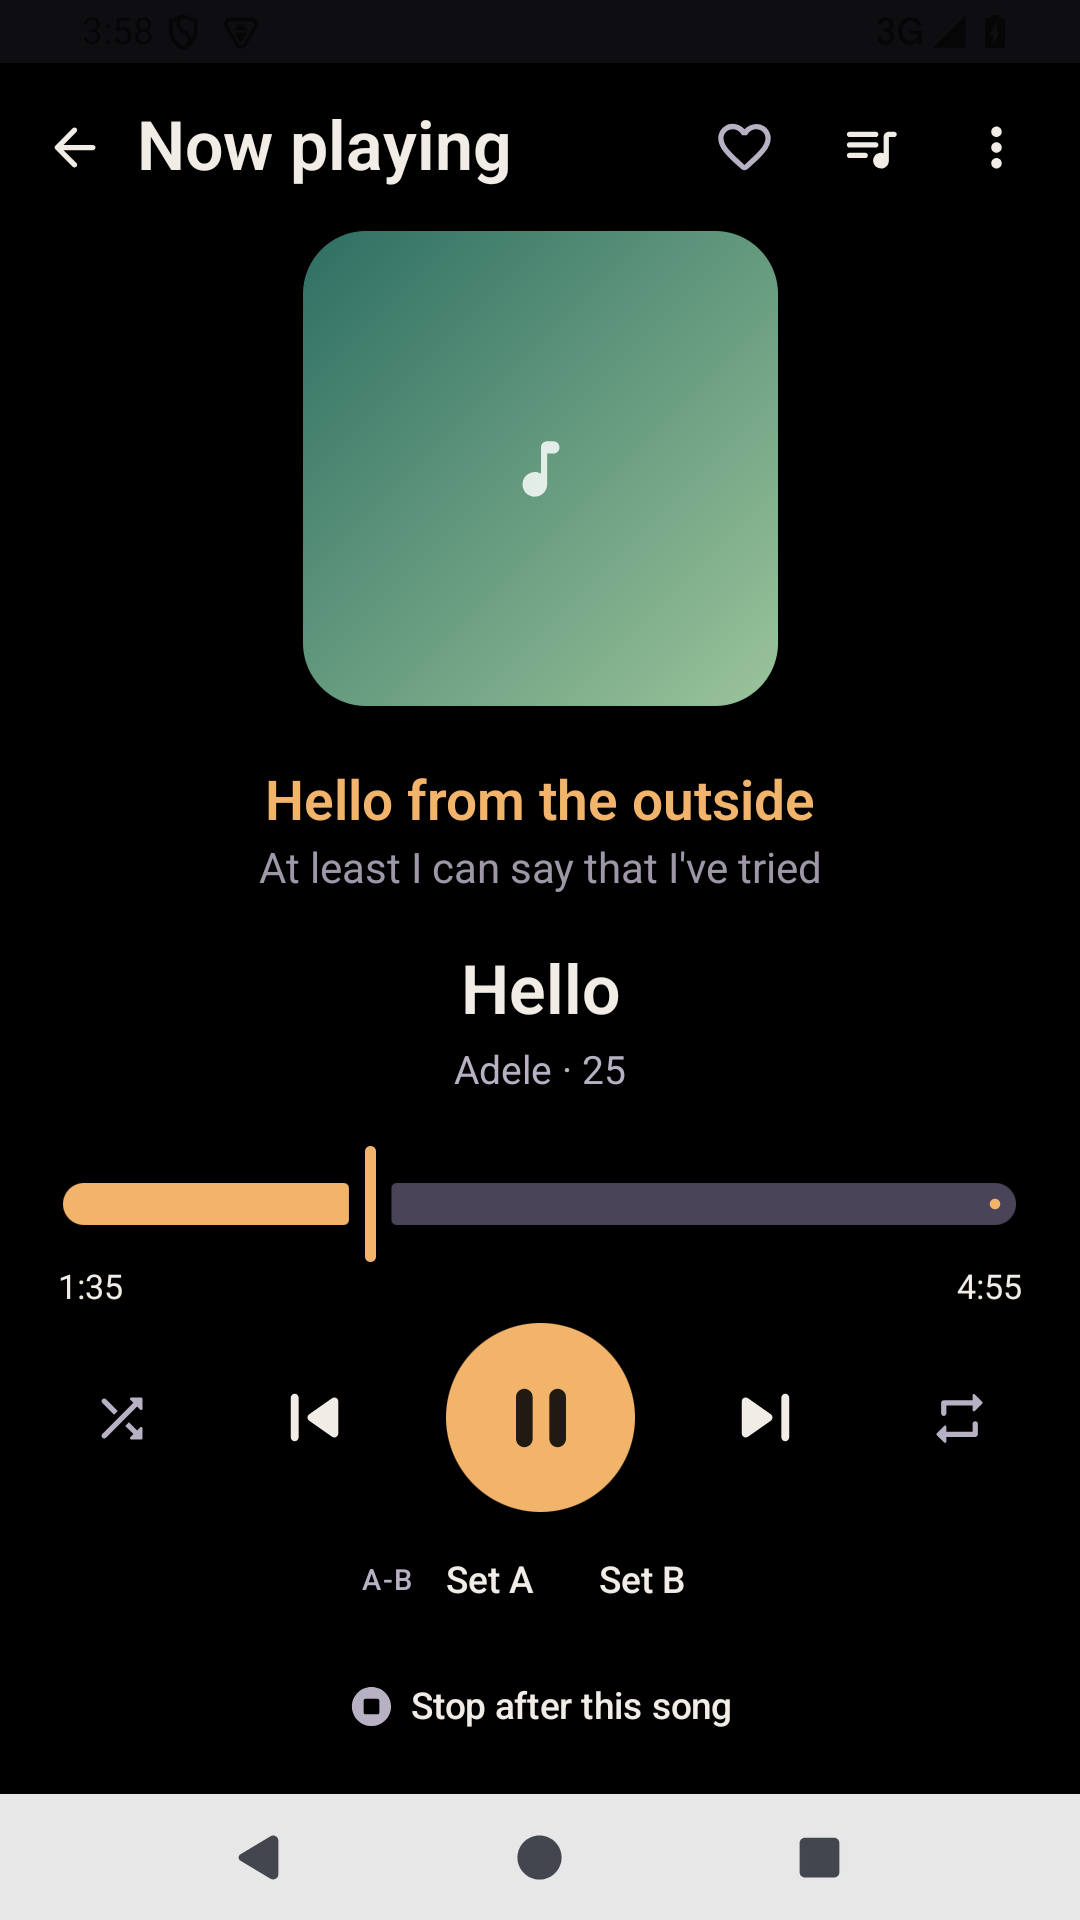 3:58
3G
Now playing
Hello from the outside
At least I can say that I've tried
Hello
Adele · 25
1:35
4:55
A-B Set A Set B
Stop after this song